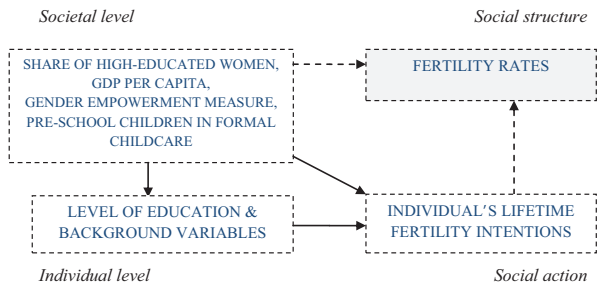 Societal level
Social structure
SHARE OF HIGH-EDUCATED WOMEN,
GDP PER CAPITA,
GENDER EMPOWERMENT MEASURE,
PRE-SCHOOL CHILDREN IN FORMAL
CHILDCARE
FERTILITY RATES
LEVEL OF EDUCATION &
BACKGROUND VARIABLES
INDIVIDUAL'S LIFETIME
FERTILITY INTENTIONS
Individual level
Social action